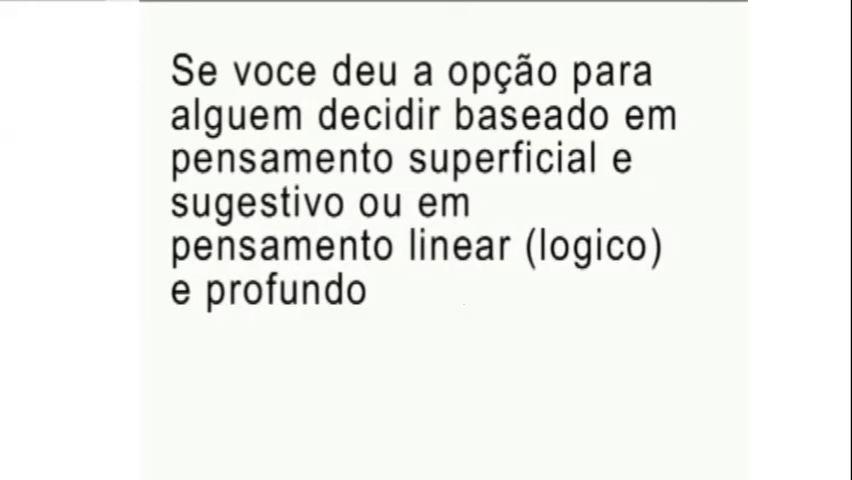 Se voce deu a opção para
alguem decidir baseado em
pensamento superficial e
sugestivo ou em
pensamento linear (logico)
e profundo